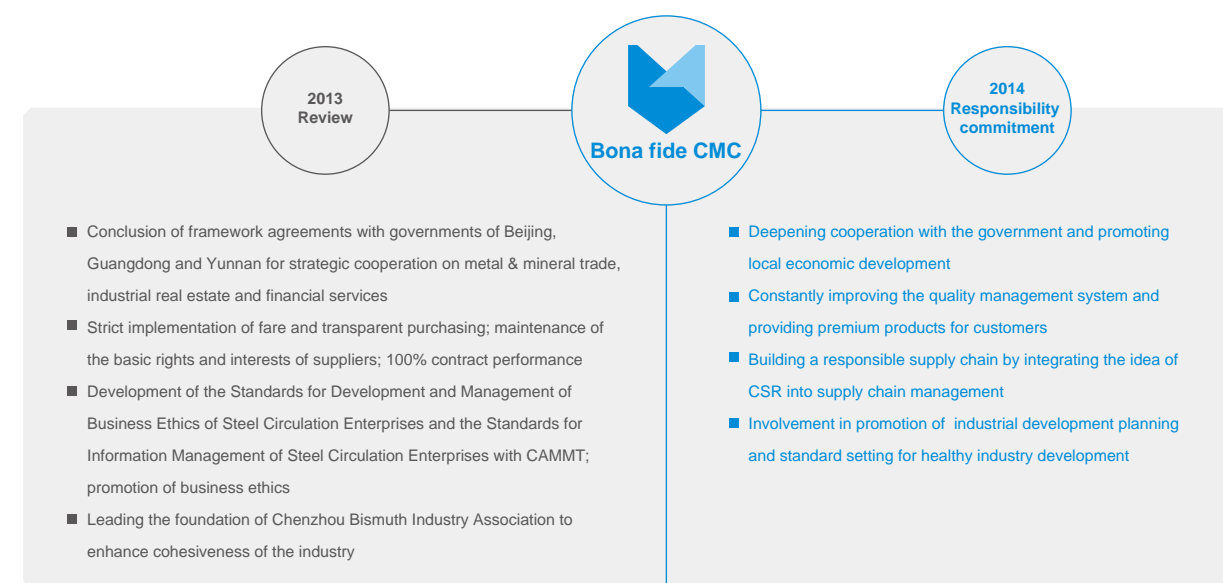 2013
Review
Bona fide CMC
2014
Responsibility
commitment
■ Conclusion of framework agreements with governments of Beijing,
Guangdong and Yunnan for strategic cooperation on metal & mineral trade,
industrial real estate and financial services
■ Strict implementation of fare and transparent purchasing; maintenance of
the basic rights and interests of suppliers; 100% contract performance
■ Development of the Standards for Development and Management of
Business Ethics of Steel Circulation Enterprises and the Standards for
Information Management of Steel Circulation Enterprises with CAMMT;
promotion of business ethics
■ Leading the foundation of Chenzhou Bismuth Industry Association to
enhance cohesiveness of the industry
■ Deepening cooperation with the government and promoting
local economic development
■ Constantly improving the quality management system and
providing premium products for customers
■ Building a responsible supply chain by integrating the idea of
CSR into supply chain management
■ Involvement in promotion of  industrial development planning
and standard setting for healthy industry development